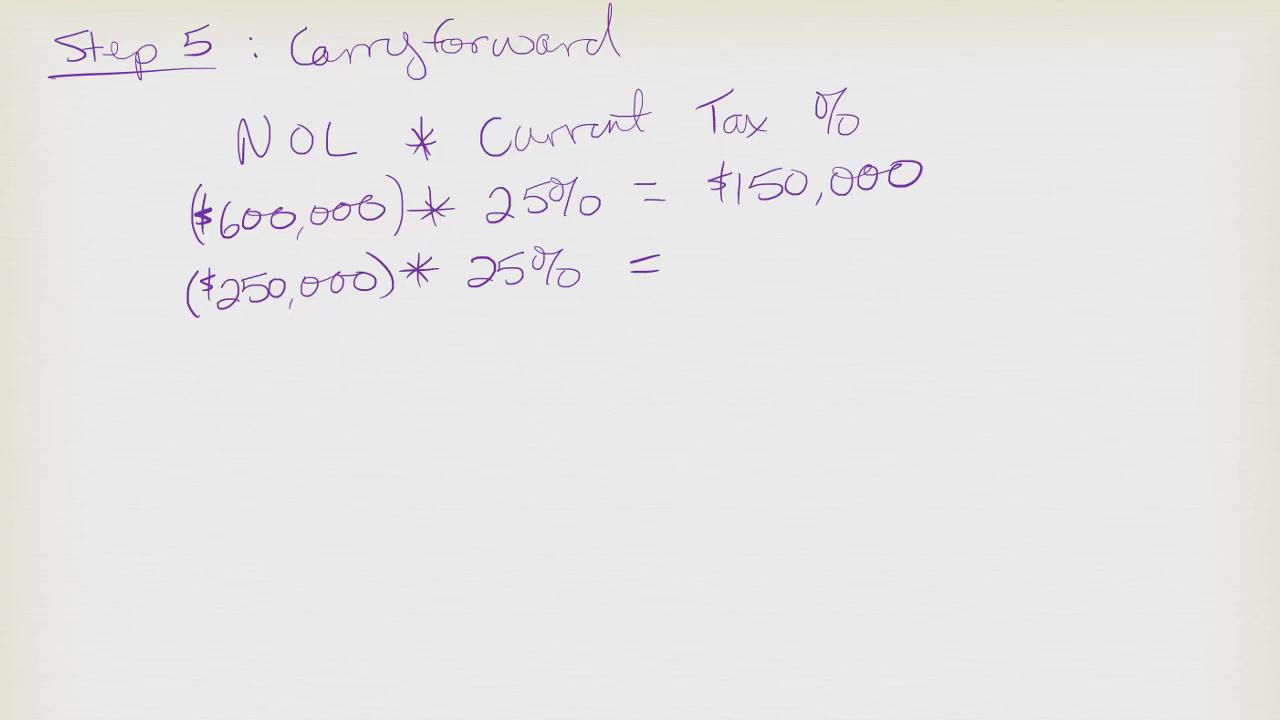 Step 5 : Carryforward
NOL * Current Tax %
($600,000) * 25% = $150,000
($250,000) * 25% =